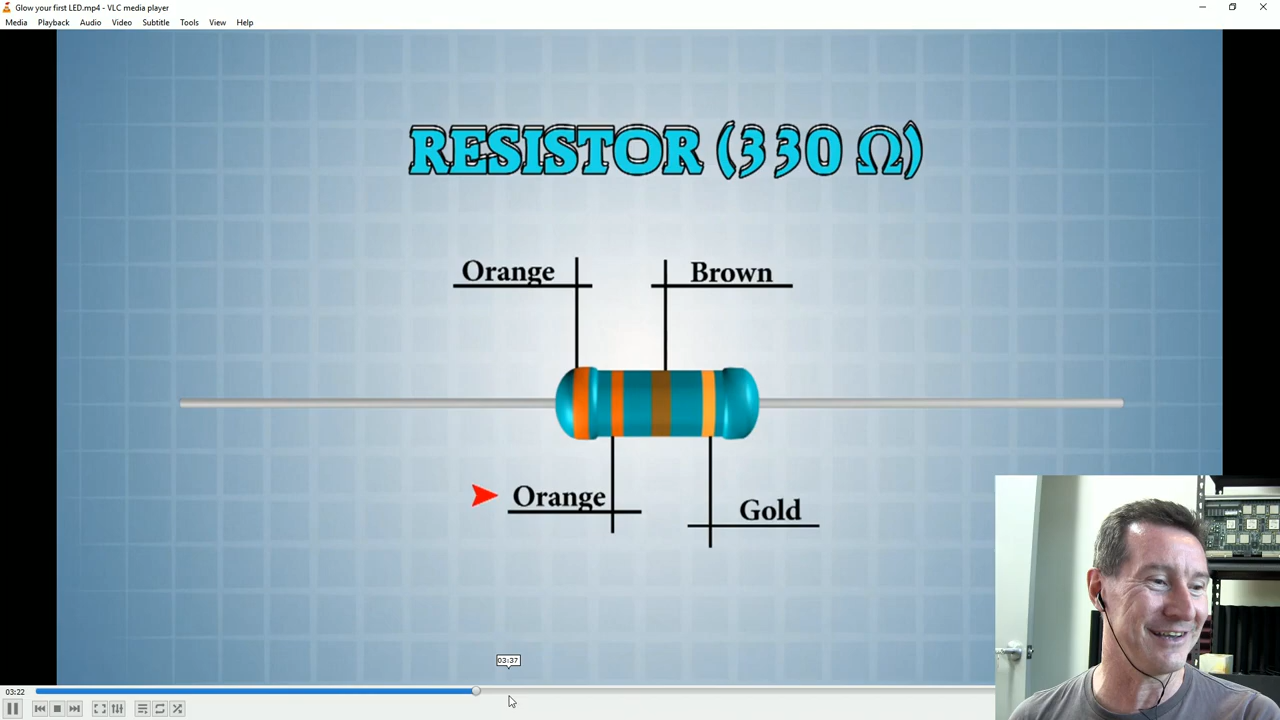 Glow your first LED.mp4 - VLC media player
Media Playback Audio Video Subtitle Tools View Help
RESISTOR (330 Ω)
Orange
Brown
Orange
Gold
03:37
03:22